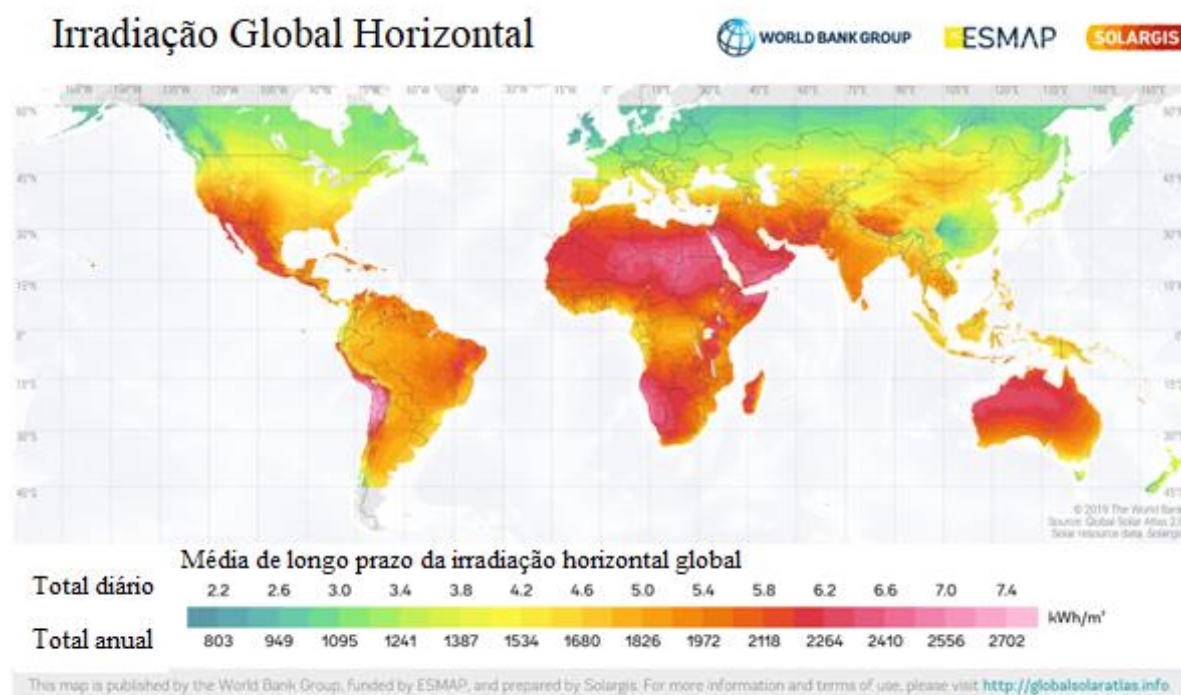 Irradiação Global Horizontal
WORLD BANK GROUP
ESMAP
SOLARGIS
© 2019 The World Bank
Source: Global Solar Atlas 2.0
Solar resource data: Solargis
Média de longo prazo da irradiação horizontal global
Total diário 2.2 2.6 3.0 3.4 3.8 4.2 4.6 5.0 5.4 5.8 6.2 6.6 7.0 7.4
kWh/m²
Total anual 803 949 1095 1241 1387 1534 1680 1826 1972 2118 2264 2410 2556 2702
This map is published by the World Bank Group, funded by ESMAP, and prepared by Solargis. For more information and terms of use, please visit http://globalsolaratlas.info